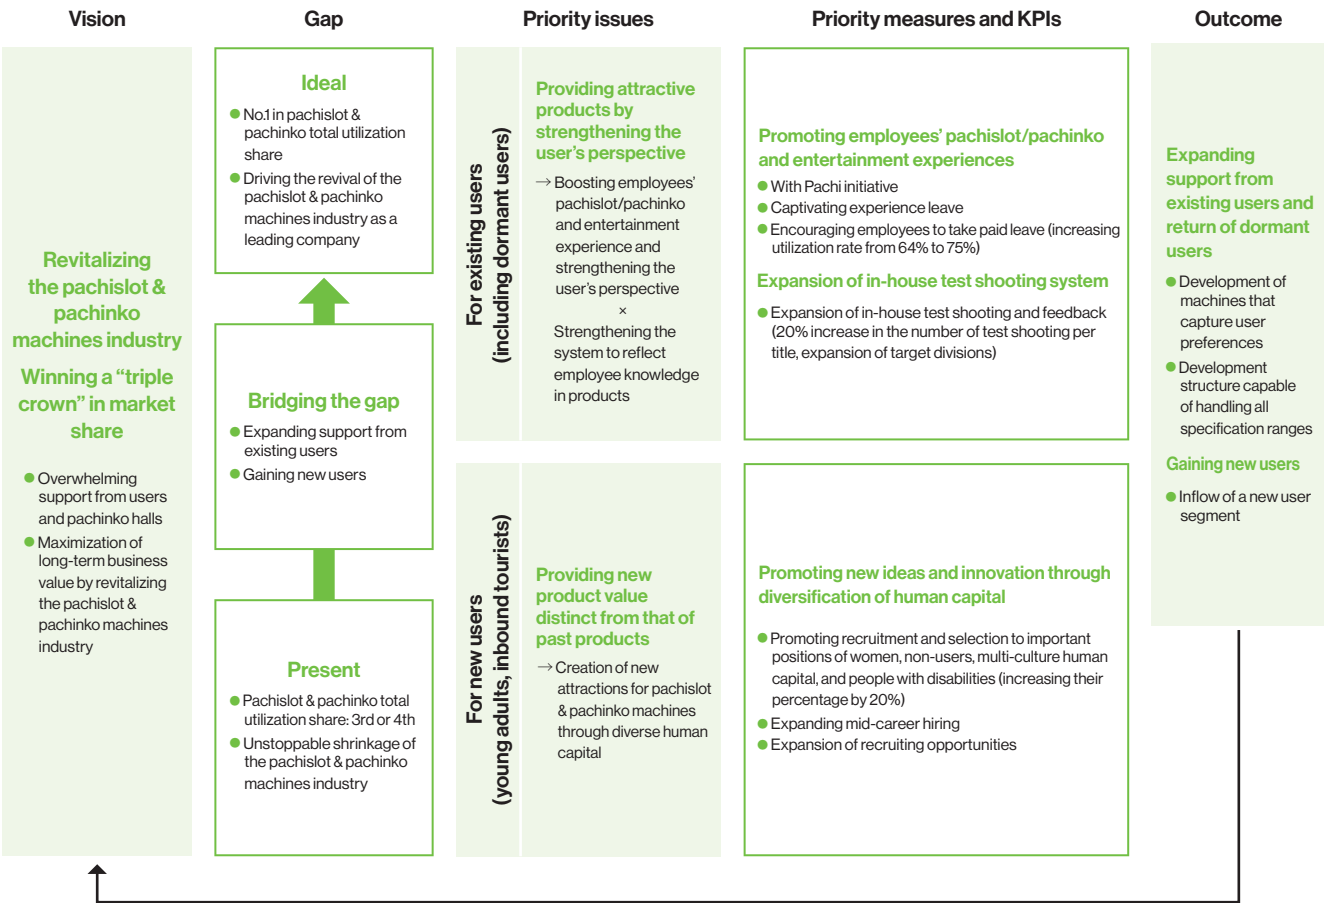 Vision
Gap
Priority issues
Priority measures and KPIs
Outcome
Revitalizing
the pachislot &
pachinko
machines industry
Winning a “triple
crown” in market
share
● Overwhelming
support from users
and pachinko halls
● Maximization of
long-term business
value by revitalizing
the pachislot &
pachinko machines
industry
Ideal
● No.1 in pachislot &
pachinko total utilization
share
● Driving the revival of the
pachislot & pachinko
machines industry as a
leading company
Bridging the gap
● Expanding support from
existing users
● Gaining new users
Present
● Pachislot & pachinko total
utilization share: 3rd or 4th
● Unstoppable shrinkage of
the pachislot & pachinko
machines industry
For existing users
(including dormant users)
Providing attractive
products by
strengthening the
user’s perspective
→ Boosting employees’
pachislot/pachinko
and entertainment
experience and
strengthening the
user’s perspective
×
Strengthening the
system to reflect
employee knowledge
in products
For new users
(young adults, inbound tourists)
Providing new
product value
distinct from that of
past products
→ Creation of new
attractions for pachislot
& pachinko machines
through diverse human
capital
Promoting employees’ pachislot/pachinko
and entertainment experiences
● With Pachi initiative
● Captivating experience leave
● Encouraging employees to take paid leave (increasing
utilization rate from 64% to 75%)
Expansion of in-house test shooting system
● Expansion of in-house test shooting and feedback
(20% increase in the number of test shooting per
title, expansion of target divisions)
Promoting new ideas and innovation through
diversification of human capital
● Promoting recruitment and selection to important
positions of women, non-users, multi-culture human
capital, and people with disabilities (increasing their
percentage by 20%)
● Expanding mid-career hiring
● Expansion of recruiting opportunities
Expanding
support from
existing users and
return of dormant
users
● Development of
machines that
capture user
preferences
● Development
structure capable
of handling all
specification ranges
Gaining new users
● Inflow of a new user
segment